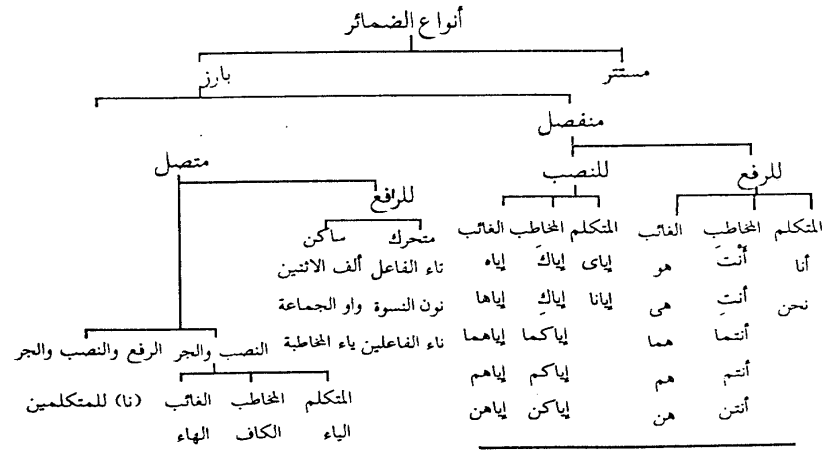 أنواع الضمائر
مستتر بارز
منفصل
متصل
للرفع للنصب
للرافع
المتكلم المخاطب الغائب المتكلم المخاطب الغائب
متحرك ساكن
أنا أَنْتَ هو إياى إياكَ إياه تاء الفاعل ألف الاثنين
نحن أنتِ هى إيانا إياكِ إياها نون النسوة واو الجماعة
أنتما هما إياكما إياهما ناء الفاعلين ياء المخاطبة
النصب والجر الرفع والنصب والجر
أنتم هم إياكم إياهم
المتكلم المخاطب الغائب (نا) للمتكلمين
أنتن هن إياكن إياهن
الياء الكاف الهاء